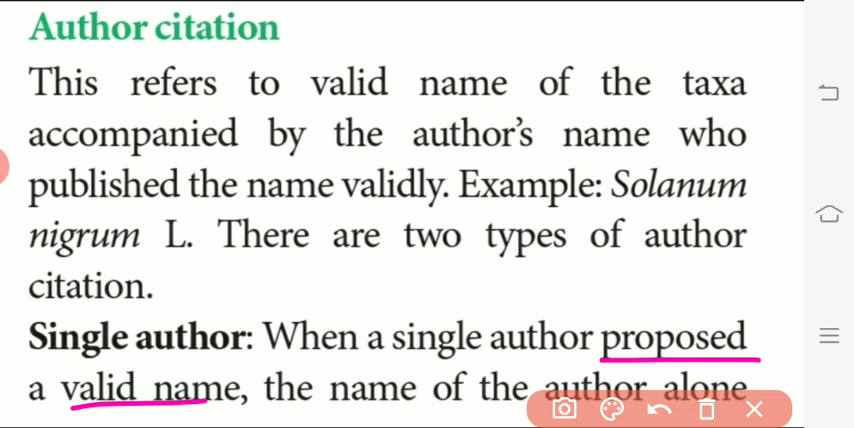 Author citation
This refers to valid name of the taxa
accompanied by the author's name who
published the name validly. Example: Solanum
nigrum L. There are two types of author
citation.
Single author: When a single author proposed
a valid name, the name of the author alone